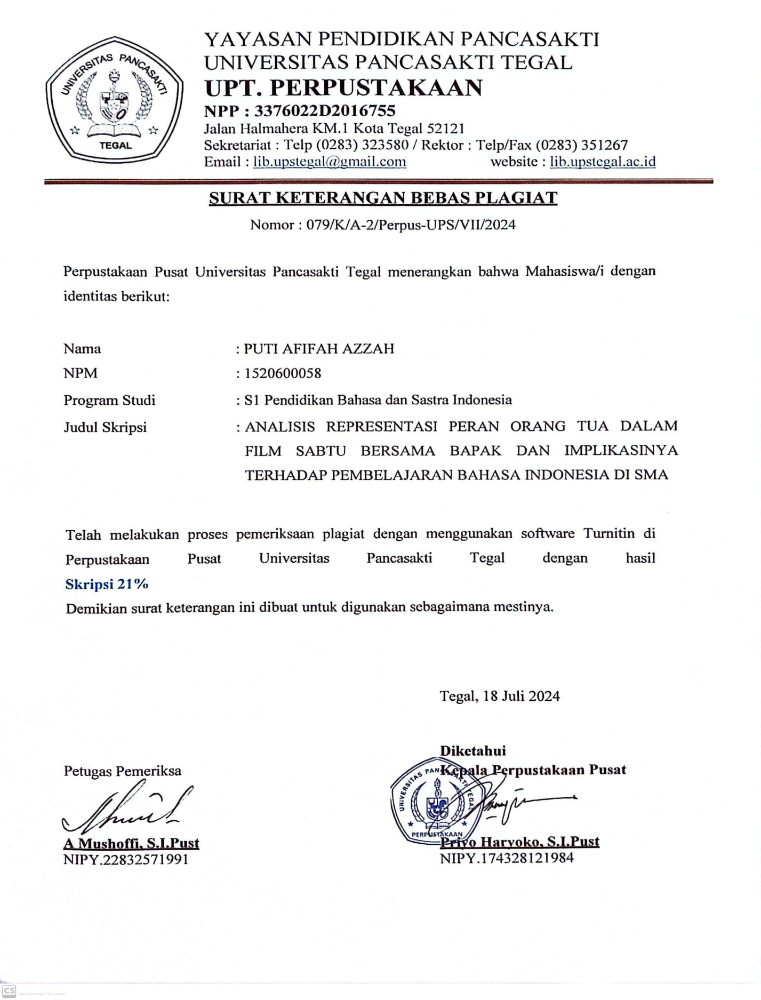 YAYASAN PENDIDIKAN PANCASAKTI
UNIVERSITAS PANCASAKTI TEGAL
UPT. PERPUSTAKAAN
NPP : 3376022D2016755
Jalan Halmahera KM.1 Kota Tegal 52121
Sekretariat : Telp (0283) 323580 / Rektor : Telp/Fax (0283) 351267
Email : lib.upstegal@gmail.com website : lib.upstegal.ac.id
UNIVERSITAS PANCASAKTI
TEGAL
SURAT KETERANGAN BEBAS PLAGIAT
Nomor : 079/K/A-2/Perpus-UPS/VII/2024
Perpustakaan Pusat Universitas Pancasakti Tegal menerangkan bahwa Mahasiswa/i dengan
identitas berikut:
Nama : PUTI AFIFAH AZZAH
NPM : 1520600058
Program Studi : S1 Pendidikan Bahasa dan Sastra Indonesia
Judul Skripsi : ANALISIS REPRESENTASI PERAN ORANG TUA DALAM
FILM SABTU BERSAMA BAPAK DAN IMPLIKASINYA
TERHADAP PEMBELAJARAN BAHASA INDONESIA DI SMA
Telah melakukan proses pemeriksaan plagiat dengan menggunakan software Turnitin di
Perpustakaan Pusat Universitas Pancasakti Tegal dengan hasil
Skripsi 21%
Demikian surat keterangan ini dibuat untuk digunakan sebagaimana mestinya.
Tegal, 18 Juli 2024
Diketahui
Petugas Pemeriksa
Kepala Perpustakaan Pusat
UNIVERSITAS PANCASAKTI TEGAL
PERPUSTAKAAN
A Mushoffi, S.I.Pust
NIPY.22832571991
Priyo Haryoko, S.I.Pust
NIPY.174328121984
CS